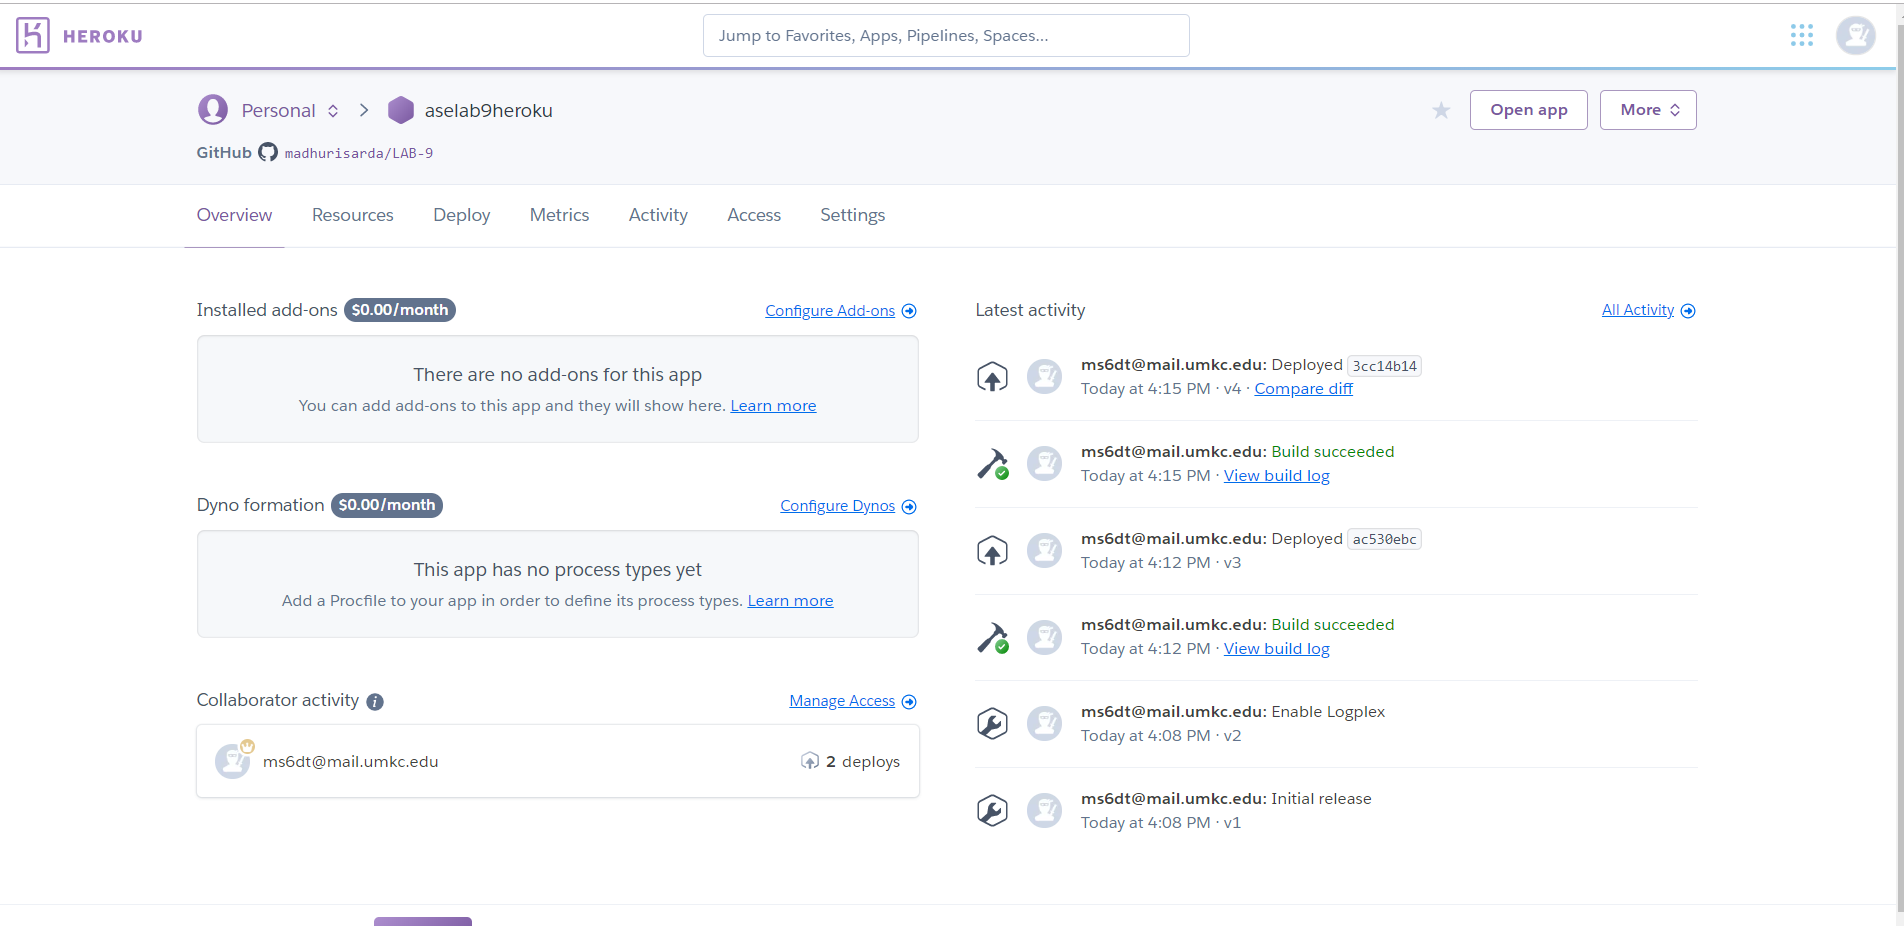 HEROKU
Jump to Favorites, Apps, Pipelines, Spaces...
Personal aselab9heroku
Open app
More
GitHub madhurisarda/LAB-9
Overview Resources Deploy Metrics Activity Access Settings
Installed add-ons $0.00/month Configure Add-ons
There are no add-ons for this app
You can add add-ons to this app and they will show here. Learn more
Dyno formation $0.00/month Configure Dynos
This app has no process types yet
Add a Procfile to your app in order to define its process types. Learn more
Collaborator activity i Manage Access
ms6dt@mail.umkc.edu 2 deploys
Latest activity All Activity
ms6dt@mail.umkc.edu: Deployed 3cc14b14
Today at 4:15 PM · v4 · Compare diff
ms6dt@mail.umkc.edu: Build succeeded
Today at 4:15 PM · View build log
ms6dt@mail.umkc.edu: Deployed ac530ebc
Today at 4:12 PM · v3
ms6dt@mail.umkc.edu: Build succeeded
Today at 4:12 PM · View build log
ms6dt@mail.umkc.edu: Enable Logplex
Today at 4:08 PM · v2
ms6dt@mail.umkc.edu: Initial release
Today at 4:08 PM · v1